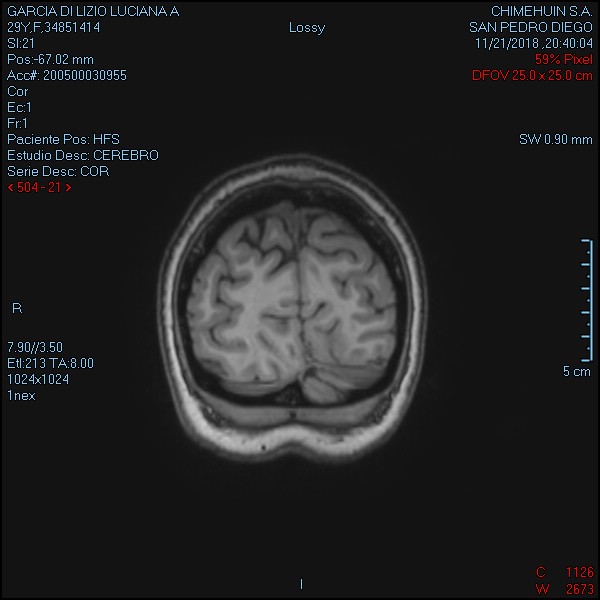 GARCIA DI LIZIO LUCIANA A
29Y,F,34851414
Sl:21
Pos:-67.02 mm
Acc#: 200500030955
Cor
Ec:1
Fr:1
Paciente Pos: HFS
Estudio Desc: CEREBRO
Serie Desc: COR
< 504 - 21 >
Lossy
CHIMEHUIN S.A.
SAN PEDRO DIEGO
11/21/2018 ,20:40:04
59% Pixel
DFOV 25.0 x 25.0 cm
SW 0.90 mm
R
5 cm
7.90//3.50
Etl:213 TA:8.00
1024x1024
1nex
I
C 1126
W 2673